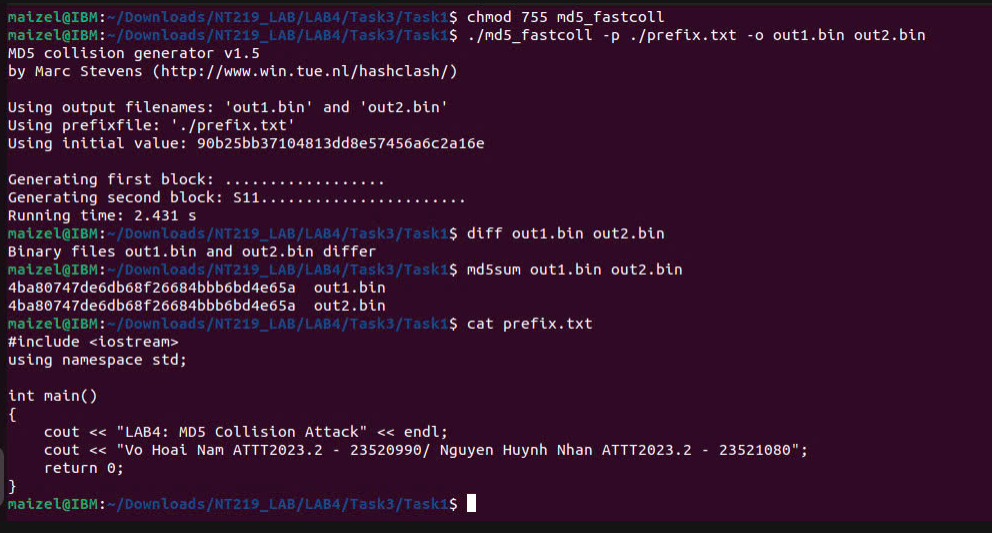 maizel@IBM:~/Downloads/NT219_LAB/LAB4/Task3/Task1$ chmod 755 md5_fastcoll
maizel@IBM:~/Downloads/NT219_LAB/LAB4/Task3/Task1$ ./md5_fastcoll -p ./prefix.txt -o out1.bin out2.bin
MD5 collision generator v1.5
by Marc Stevens (http://www.win.tue.nl/hashclash/)

Using output filenames: 'out1.bin' and 'out2.bin'
Using prefixfile: './prefix.txt'
Using initial value: 90b25bb37104813dd8e57456a6c2a16e

Generating first block: ..................
Generating second block: S11.......................
Running time: 2.431 s
maizel@IBM:~/Downloads/NT219_LAB/LAB4/Task3/Task1$ diff out1.bin out2.bin
Binary files out1.bin and out2.bin differ
maizel@IBM:~/Downloads/NT219_LAB/LAB4/Task3/Task1$ md5sum out1.bin out2.bin
4ba80747de6db68f26684bbb6bd4e65a  out1.bin
4ba80747de6db68f26684bbb6bd4e65a  out2.bin
maizel@IBM:~/Downloads/NT219_LAB/LAB4/Task3/Task1$ cat prefix.txt
#include <iostream>
using namespace std;

int main()
{
    cout << "LAB4: MD5 Collision Attack" << endl;
    cout << "Vo Hoai Nam ATTT2023.2 - 23520990/ Nguyen Huynh Nhan ATTT2023.2 - 23521080";
    return 0;
}
maizel@IBM:~/Downloads/NT219_LAB/LAB4/Task3/Task1$